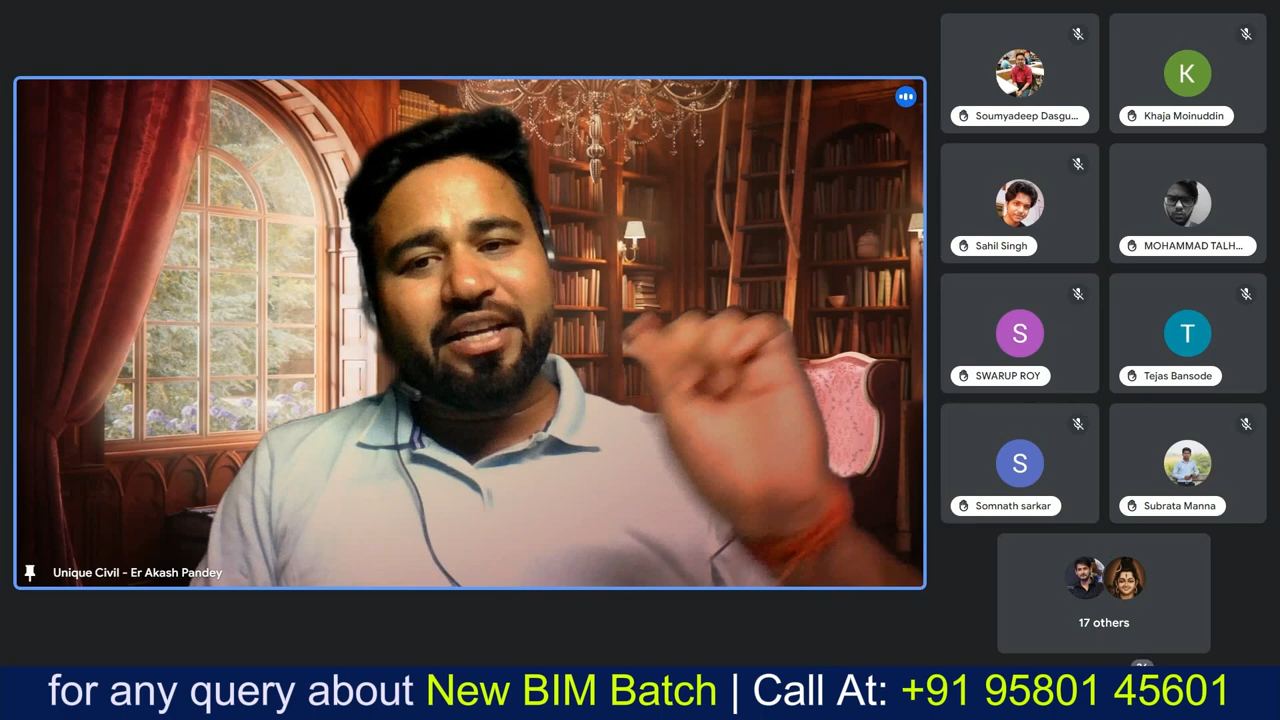 Soumyadeep Dasgu...
K
Khaja Moinuddin
Sahil Singh
MOHAMMAD TALH...
S
SWARUP ROY
T
Tejas Bansode
S
Somnath sarkar
Subrata Manna
17 others
Unique Civil - Er Akash Pandey
for any query about New BIM Batch | Call At: +91 95801 45601